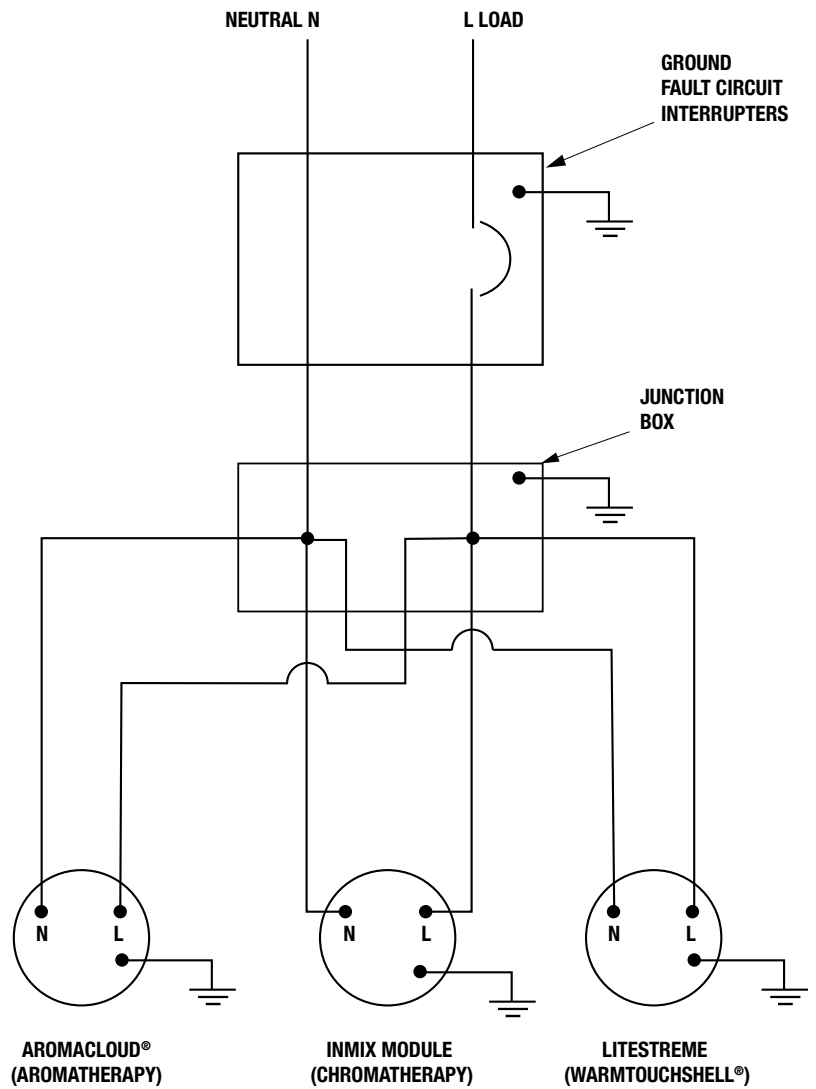 NEUTRAL N
L LOAD
GROUND
FAULT CIRCUIT
INTERRUPTERS
JUNCTION
BOX
N
L
N
L
N
L
AROMACLOUD®
(AROMATHERAPY)
INMIX MODULE
(CHROMATHERAPY)
LITESTREME
(WARMTOUCHSHELL®)